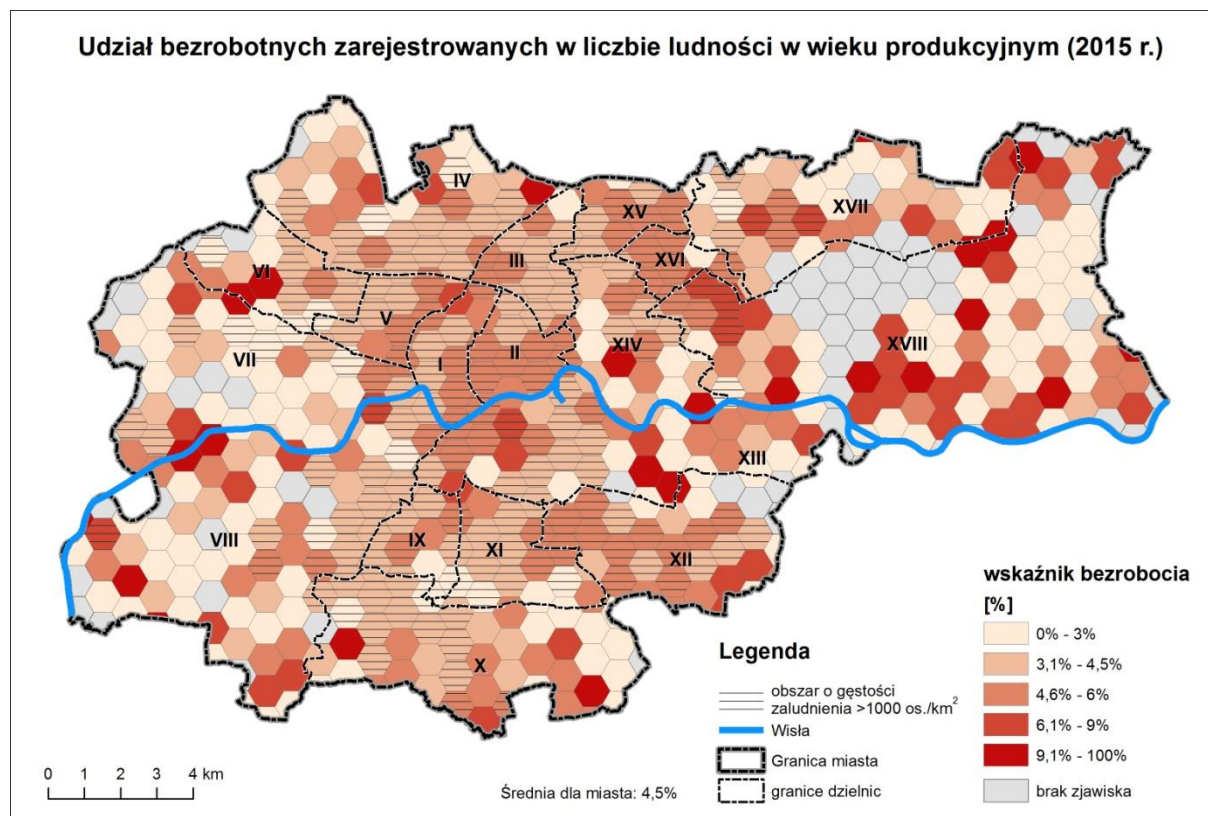 Udział bezrobotnych zarejestrowanych w liczbie ludności w wieku produkcyjnym (2015 r.)
IV
XV
XVII
VI
III
XVI
V
VII
I
II
XIV
XVIII
XIII
VIII
IX
XI
XII
X
wskaźnik bezrobocia
[%]
0% - 3%
3,1% - 4,5%
4,6% - 6%
6,1% - 9%
9,1% - 100%
brak zjawiska
Legenda
obszar o gęstości
zaludnienia >1000 os./km²
Wisła
Granica miasta
granice dzielnic
0 1 2 4 km
Średnia dla miasta: 4,5%